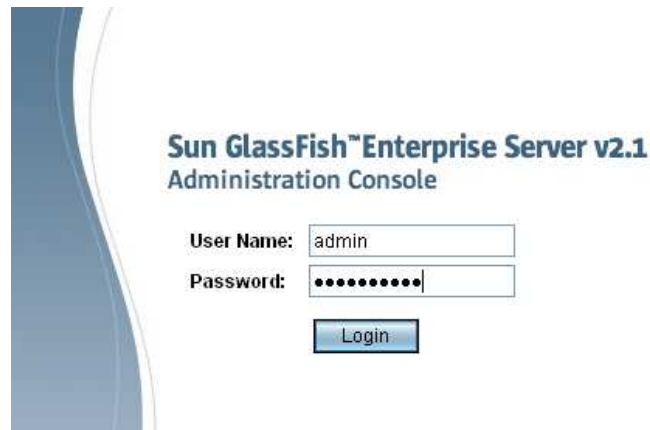 Sun GlassFish™ Enterprise Server v2.1
Administration Console
User Name: admin
Password: ••••••••••
Login